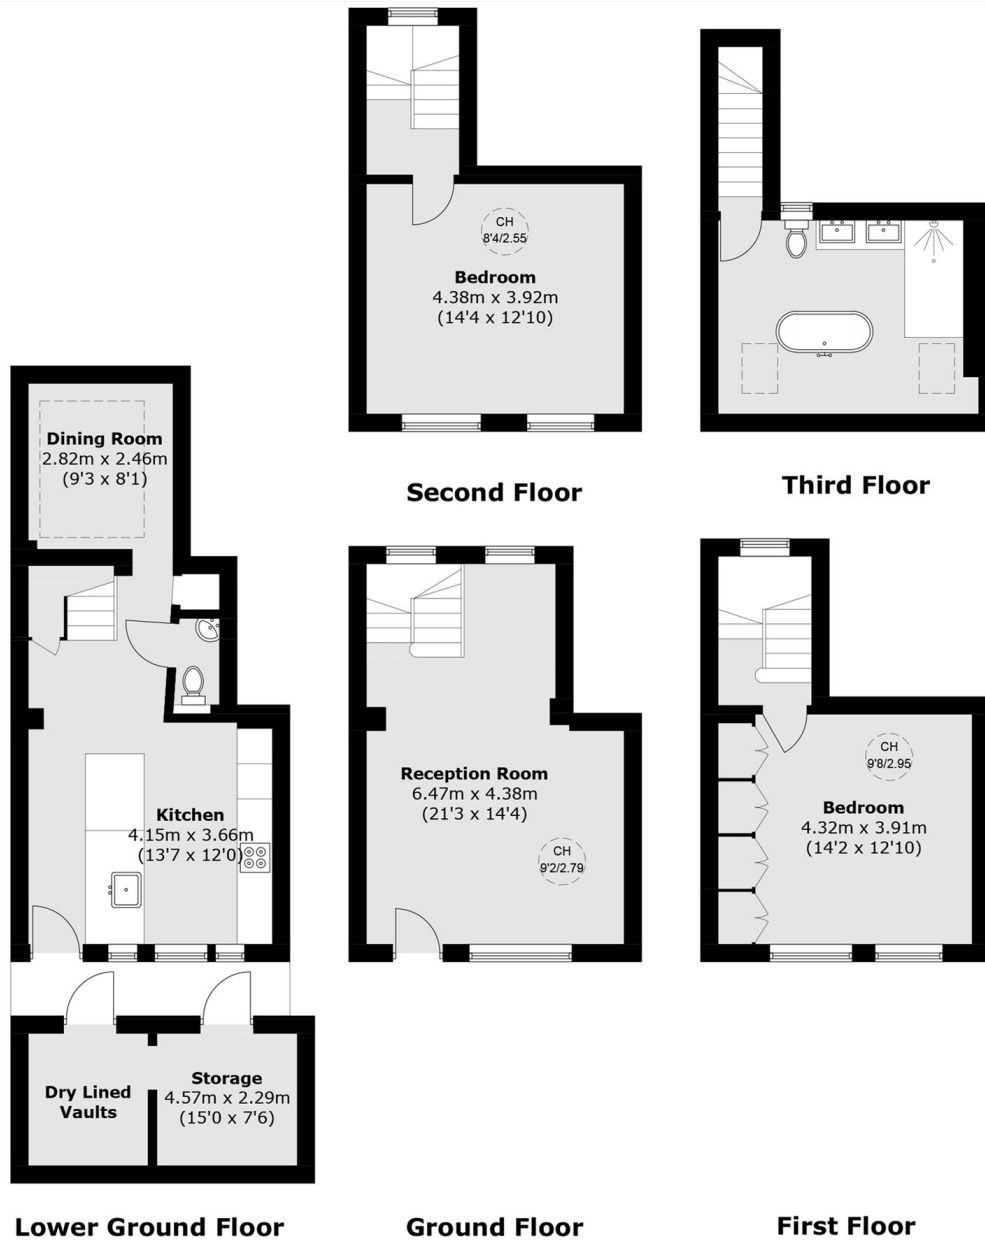 CH
8'4/2.55
Bedroom
4.38m x 3.92m
(14'4 x 12'10)
Second Floor
Third Floor
Dining Room
2.82m x 2.46m
(9'3 x 8'1)
Kitchen
4.15m x 3.66m
(13'7 x 12'0)
Dry Lined
Vaults
Storage
4.57m x 2.29m
(15'0 x 7'6)
Lower Ground Floor
Reception Room
6.47m x 4.38m
(21'3 x 14'4)
CH
9'2/2.79
Ground Floor
CH
9'8/2.95
Bedroom
4.32m x 3.91m
(14'2 x 12'10)
First Floor